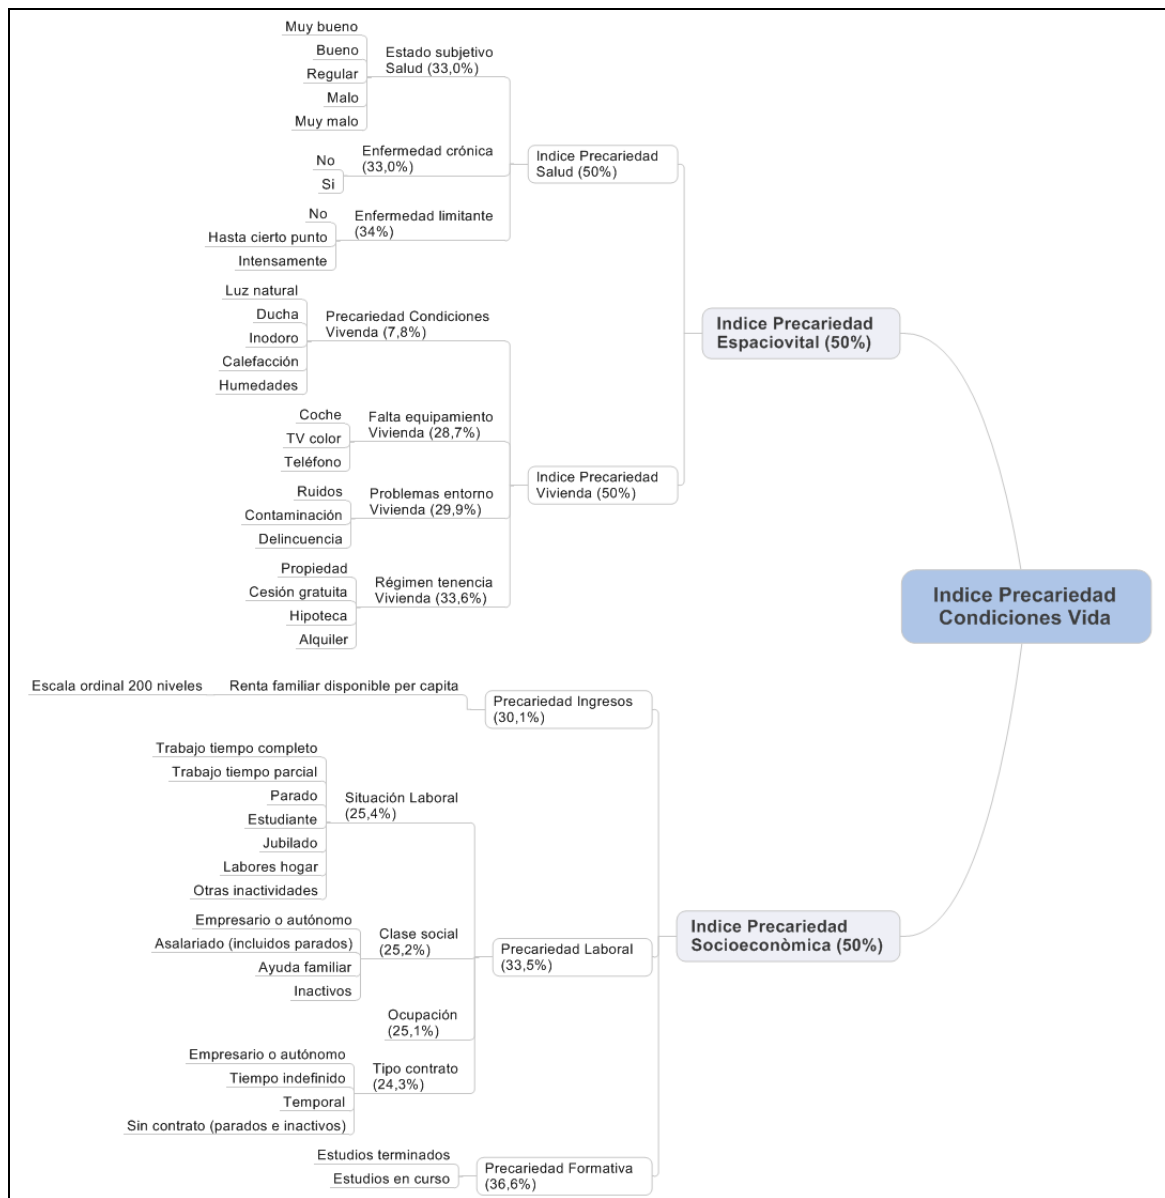 Muy bueno
Bueno
Regular
Malo
Muy malo
Estado subjetivo
Salud (33,0%)
No
Si
Enfermedad crónica
(33,0%)
No
Hasta cierto punto
Intensamente
Enfermedad limitante
(34%)
Indice Precariedad
Salud (50%)
Luz natural
Ducha
Inodoro
Calefacción
Humedades
Precariedad Condiciones
Vivenda (7,8%)
Coche
TV color
Teléfono
Falta equipamiento
Vivienda (28,7%)
Ruidos
Contaminación
Delincuencia
Problemas entorno
Vivienda (29,9%)
Propiedad
Cesión gratuita
Hipoteca
Alquiler
Régimen tenencia
Vivienda (33,6%)
Indice Precariedad
Vivienda (50%)
Indice Precariedad
Espaciovital (50%)
Indice Precariedad
Condiciones Vida
Escala ordinal 200 niveles
Renta familiar disponible per capita
Precariedad Ingresos
(30,1%)
Trabajo tiempo completo
Trabajo tiempo parcial
Parado
Estudiante
Jubilado
Labores hogar
Otras inactividades
Situación Laboral
(25,4%)
Empresario o autónomo
Asalariado (incluidos parados)
Ayuda familiar
Inactivos
Clase social
(25,2%)
Ocupación
(25,1%)
Empresario o autónomo
Tiempo indefinido
Temporal
Sin contrato (parados e inactivos)
Tipo contrato
(24,3%)
Precariedad Laboral
(33,5%)
Estudios terminados
Estudios en curso
Precariedad Formativa
(36,6%)
Indice Precariedad
Socioeconòmica (50%)